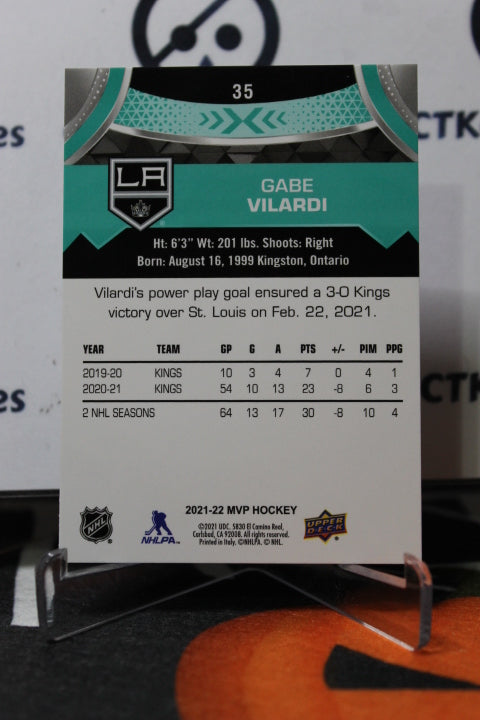 35
LA
GABE
VILARDI
Ht: 6'3" Wt: 201 lbs. Shoots: Right
Born: August 16, 1999 Kingston, Ontario
Vilardi's power play goal ensured a 3-0 Kings
victory over St. Louis on Feb. 22, 2021.
YEAR TEAM GP G A PTS +/- PIM PPG
2019-20 KINGS 10 3 4 7 0 4 1
2020-21 KINGS 54 10 13 23 -8 6 3
2 NHL SEASONS 64 13 17 30 -8 10 4
2021-22 MVP HOCKEY
©2021 UDC. 5830 El Camino Real,
Carlsbad, CA 92008. All rights reserved.
Printed in Italy. ©NHLPA. © NHL.
NHL
NHLPA
UPPER
DECK
CTK
es